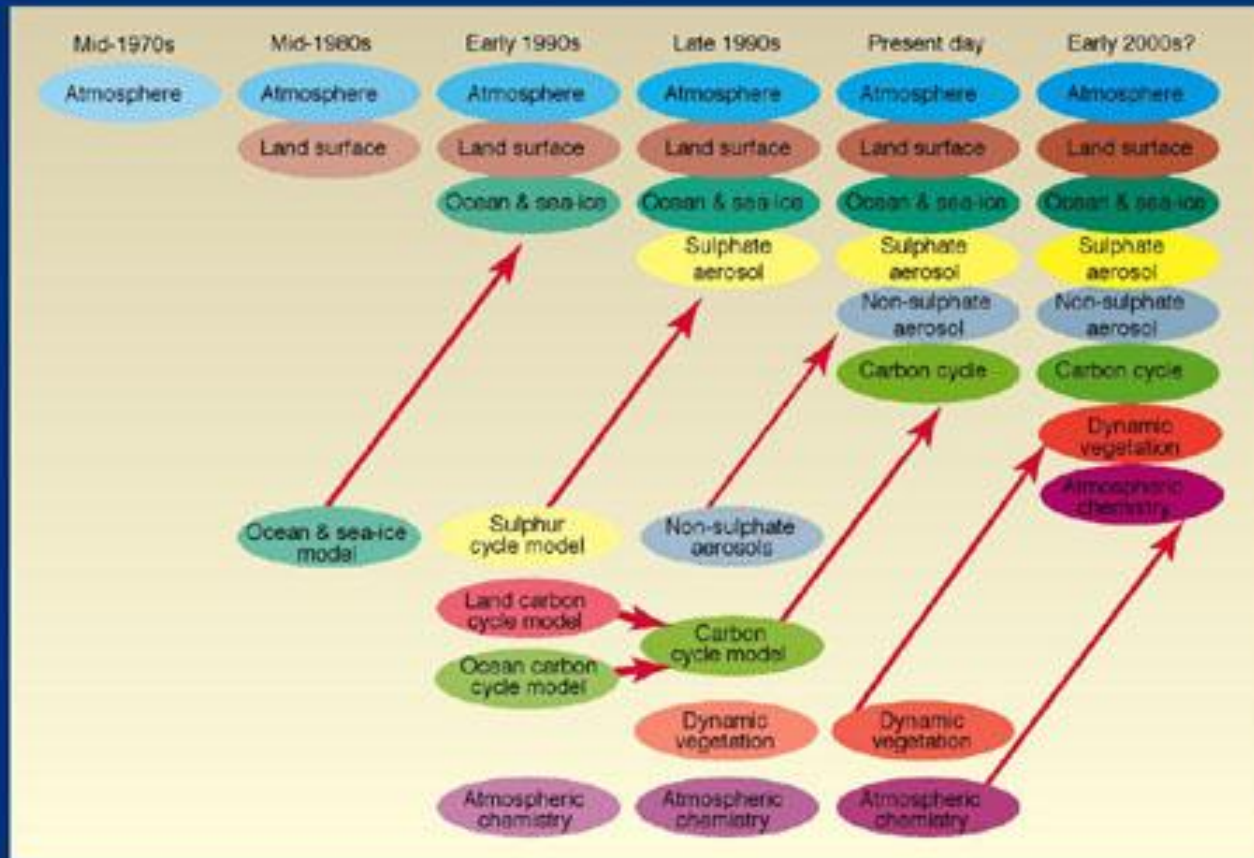 Mid-1970s
Mid-1980s
Early 1990s
Late 1990s
Present day
Early 2000s?
Atmosphere
Atmosphere
Atmosphere
Atmosphere
Atmosphere
Atmosphere
Land surface
Land surface
Land surface
Land surface
Land surface
Ocean & sea-ice
Ocean & sea-ice
Ocean & sea-ice
Ocean & sea-ice
Sulphate
aerosol
Sulphate
aerosol
Sulphate
aerosol
Non-sulphate
aerosol
Non-sulphate
aerosol
Carbon cycle
Carbon cycle
Dynamic
vegetation
Atmospheric
chemistry
Ocean & sea-ice
model
Sulphur
cycle model
Non-sulphate
aerosols
Land carbon
cycle model
Carbon
cycle model
Ocean carbon
cycle model
Dynamic
vegetation
Dynamic
vegetation
Atmospheric
chemistry
Atmospheric
chemistry
Atmospheric
chemistry